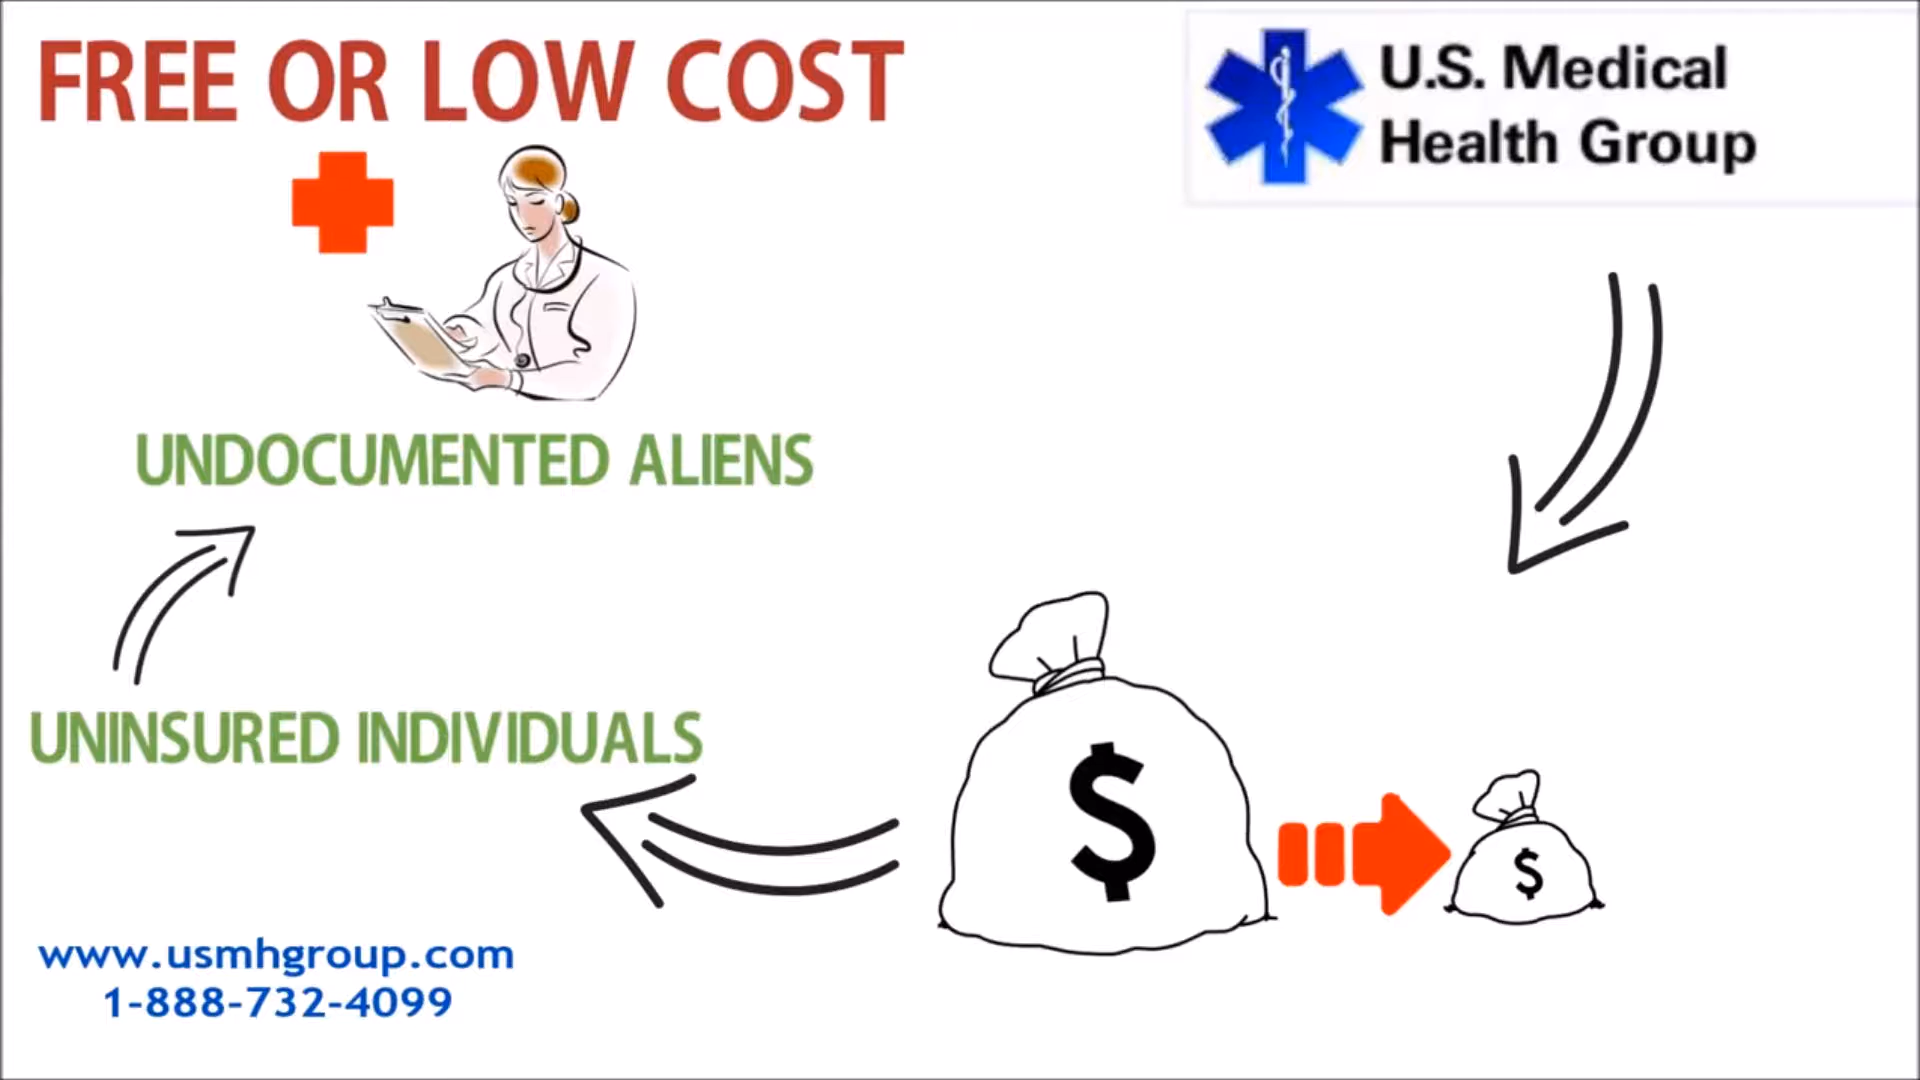 FREE OR LOW COST
U.S. Medical
Health Group
UNDOCUMENTED ALIENS
UNINSURED INDIVIDUALS
$
$
www.usmhgroup.com
1-888-732-4099